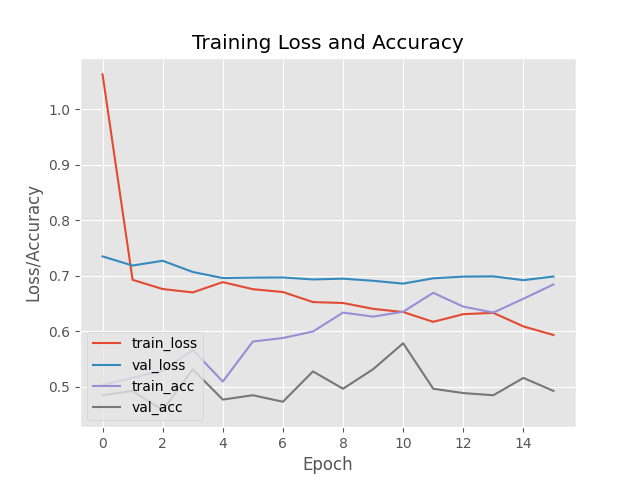 Training Loss and Accuracy
Loss/Accuracy
1.0
0.9
0.8
0.7
0.6
0.5
train_loss
val_loss
train_acc
val_acc
0 2 4 6 8 10 12 14
Epoch